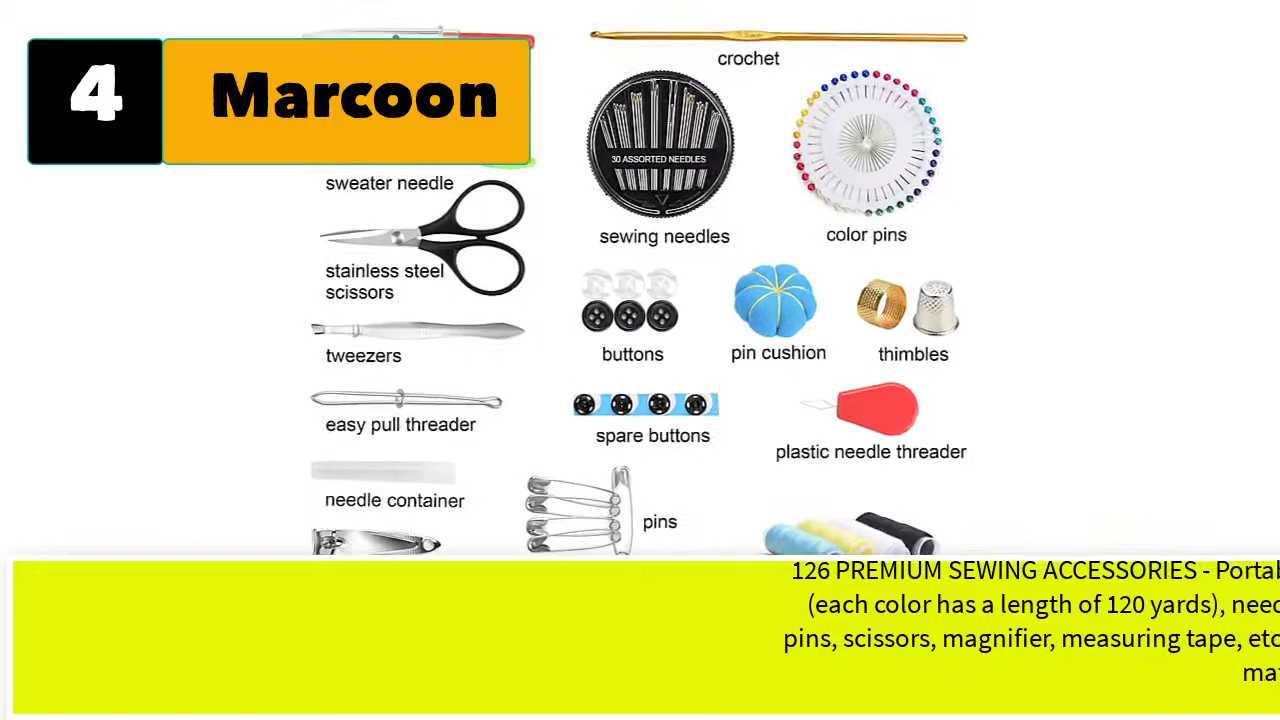 4 Marcoon
crochet
30 ASSORTED NEEDLES
sweater needle
sewing needles
color pins
stainless steel
scissors
tweezers
buttons
pin cushion
thimbles
easy pull threader
spare buttons
plastic needle threader
needle container
pins
126 PREMIUM SEWING ACCESSORIES - Portab
(each color has a length of 120 yards), need
pins, scissors, magnifier, measuring tape, etc
mat